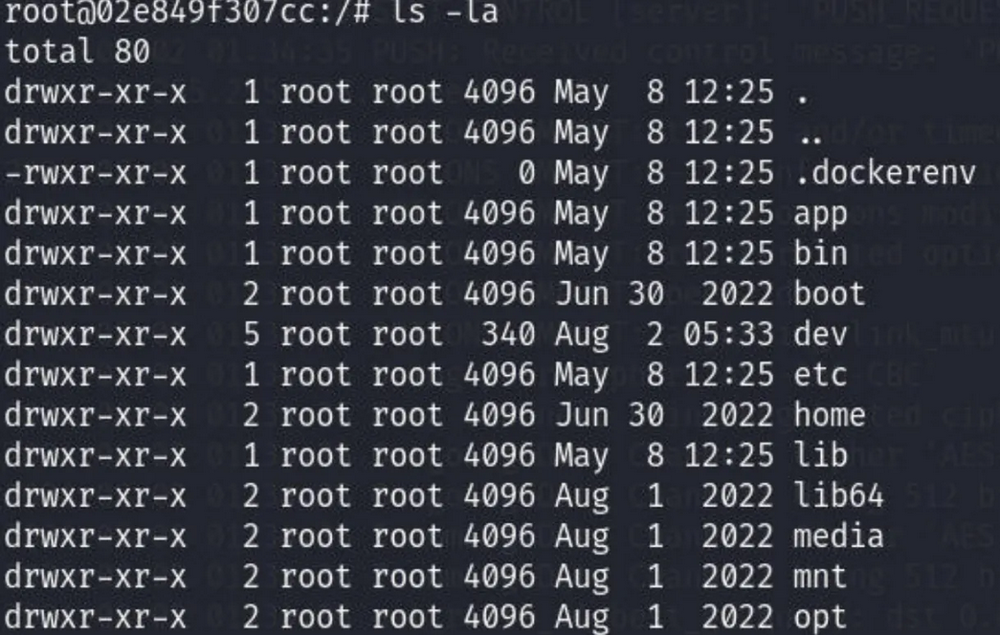 root@02e849f307cc:/# ls -la
total 80
drwxr-xr-x   1 root root 4096 May  8 12:25 .
drwxr-xr-x   1 root root 4096 May  8 12:25 ..
-rwxr-xr-x   1 root root    0 May  8 12:25 .dockerenv
drwxr-xr-x   1 root root 4096 May  8 12:25 app
drwxr-xr-x   1 root root 4096 May  8 12:25 bin
drwxr-xr-x   2 root root 4096 Jun 30  2022 boot
drwxr-xr-x   5 root root  340 Aug  2 05:33 dev
drwxr-xr-x   1 root root 4096 May  8 12:25 etc
drwxr-xr-x   2 root root 4096 Jun 30  2022 home
drwxr-xr-x   1 root root 4096 May  8 12:25 lib
drwxr-xr-x   2 root root 4096 Aug  1  2022 lib64
drwxr-xr-x   2 root root 4096 Aug  1  2022 media
drwxr-xr-x   2 root root 4096 Aug  1  2022 mnt
drwxr-xr-x   2 root root 4096 Aug  1  2022 opt